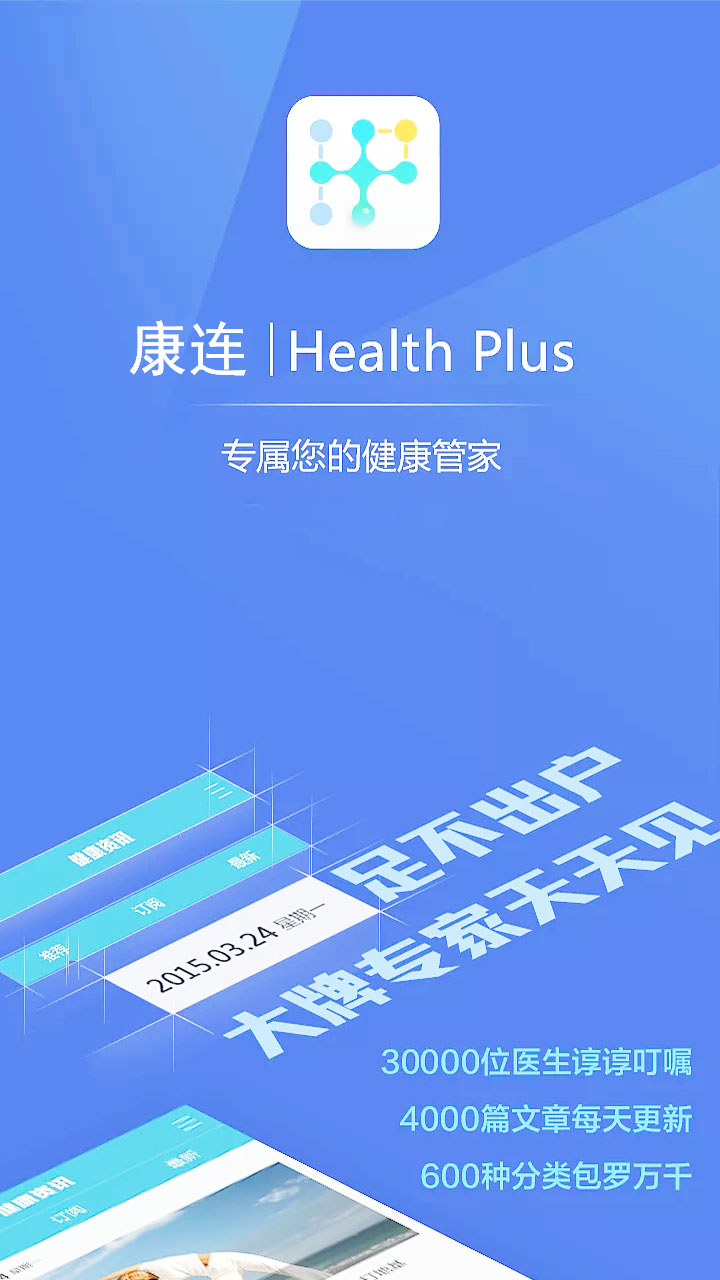 康连 | Health Plus
专属您的健康管家
健康资讯
推荐 订阅 最新
2015.03.24 星期一
足不出户
大牌专家天天见
30000位医生谆谆叮嘱
4000篇文章每天更新
600种分类包罗万千
健康资讯
订阅 最新